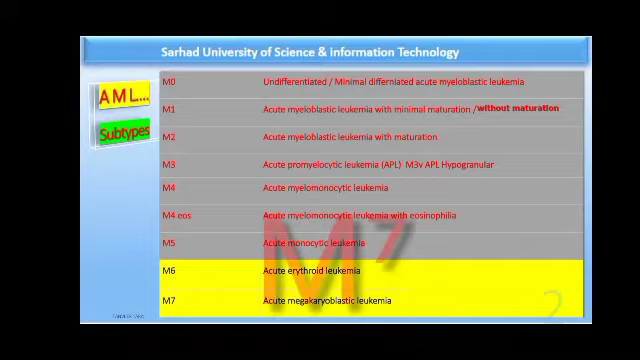 Sarhad University of Science & information Technology
A M L...
Subtypes
M0 Undifferentiated / Minimal differniated acute myeloblastic leukemia
M1 Acute myeloblastic leukemia with minimal maturation /without maturation
M2 Acute myeloblastic leukemia with maturation
M3 Acute promyelocytic leukemia (APL) M3v APL Hypogranular
M4 Acute myelomonocytic leukemia
M4 eos Acute myelomonocytic leukemia with eosinophilia
M5 Acute monocytic leukemia
M6 Acute erythroid leukemia
M7 Acute megakaryoblastic leukemia
M7
2